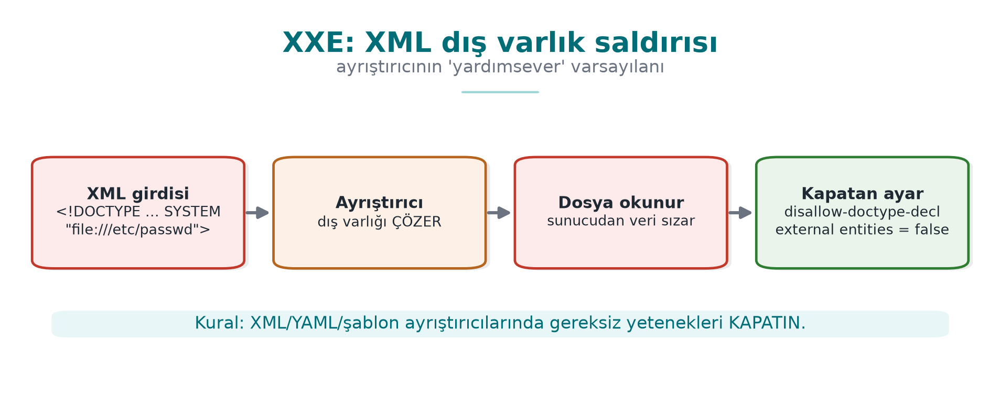 XXE: XML dış varlık saldırısı
ayrıştırıcının 'yardımsever' varsayılanı
XML girdisi
<!DOCTYPE ... SYSTEM
"file:///etc/passwd">
Ayrıştırıcı
dış varlığı ÇÖZER
Dosya okunur
sunucudan veri sızar
Kapatan ayar
disallow-doctype-decl
external entities = false
Kural: XML/YAML/şablon ayrıştırıcılarında gereksiz yetenekleri KAPATIN.